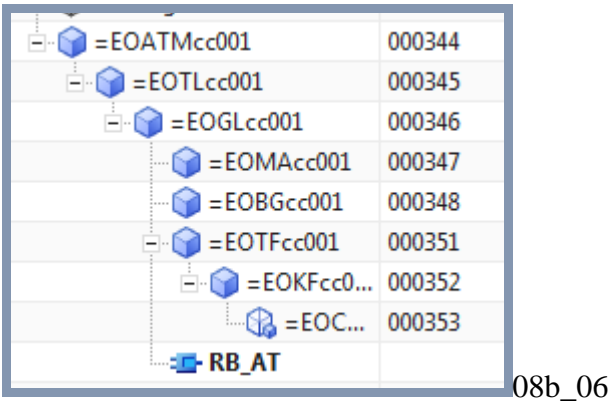 =EOATMcc001 000344
=EOTLcc001 000345
=EOGLcc001 000346
=EOMAcc001 000347
=EOBGcc001 000348
=EOTFcc001 000351
=EOKFcc0... 000352
=EOC... 000353
RB_AT
08b_06